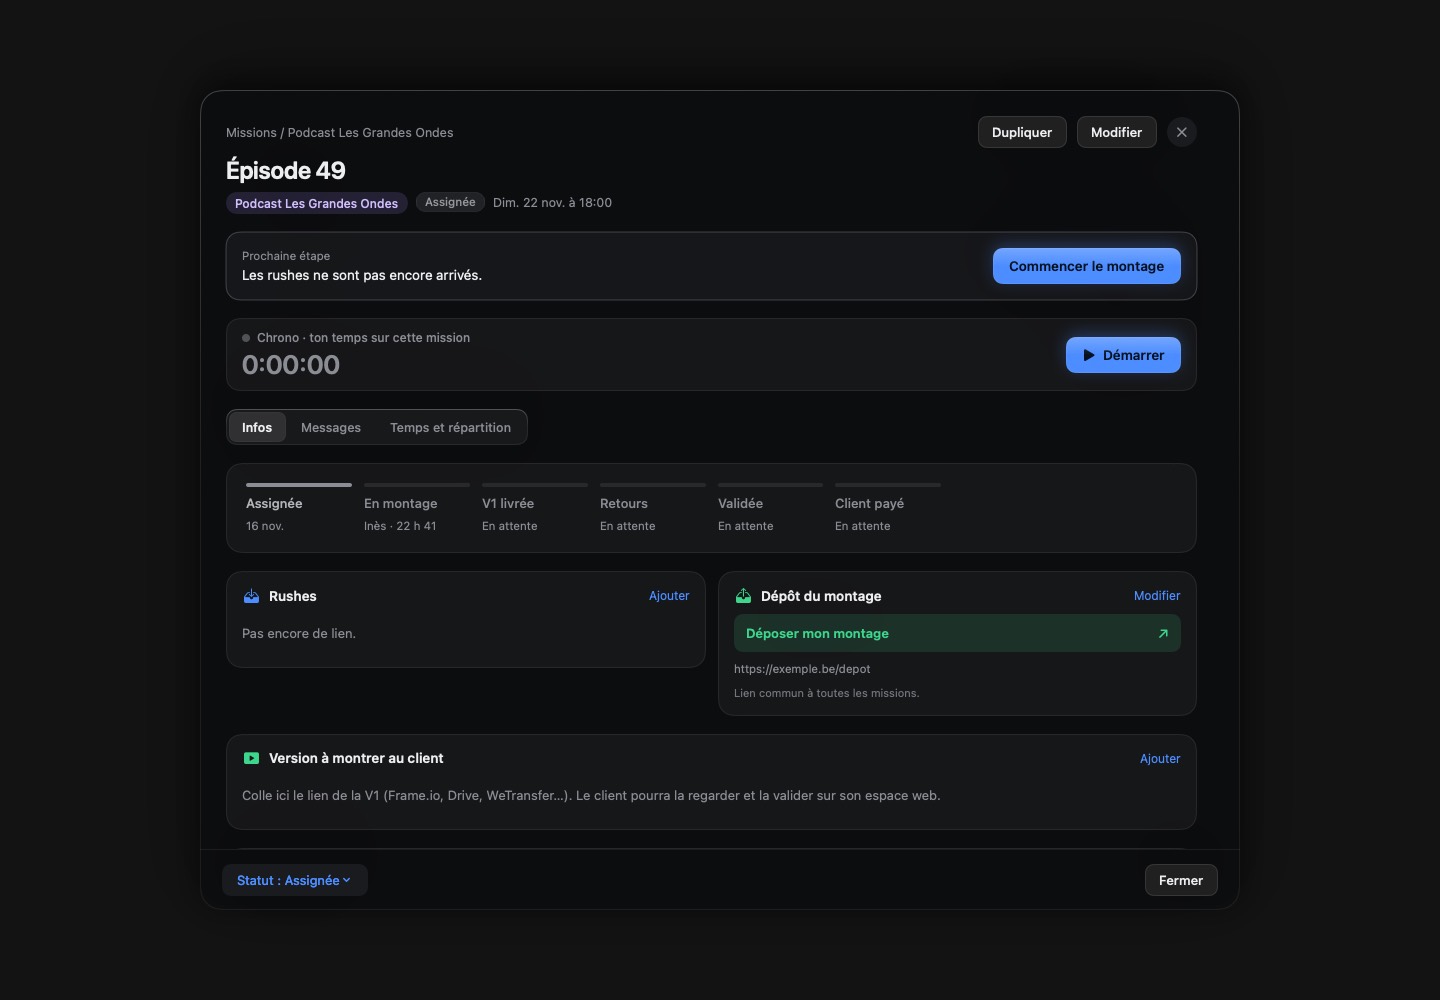 Missions / Podcast Les Grandes Ondes
Dupliquer
Modifier
Épisode 49
Podcast Les Grandes Ondes
Assignée
Dim. 22 nov. à 18:00
Prochaine étape
Les rushes ne sont pas encore arrivés.
Commencer le montage
Chrono · ton temps sur cette mission
0:00:00
Démarrer
Infos
Messages
Temps et répartition
Assignée
16 nov.
En montage
Inès · 22 h 41
V1 livrée
En attente
Retours
En attente
Validée
En attente
Client payé
En attente
Rushes
Ajouter
Pas encore de lien.
Dépôt du montage
Modifier
Déposer mon montage
https://exemple.be/depot
Lien commun à toutes les missions.
Version à montrer au client
Ajouter
Colle ici le lien de la V1 (Frame.io, Drive, WeTransfer…). Le client pourra la regarder et la valider sur son espace web.
Statut : Assignée
Fermer